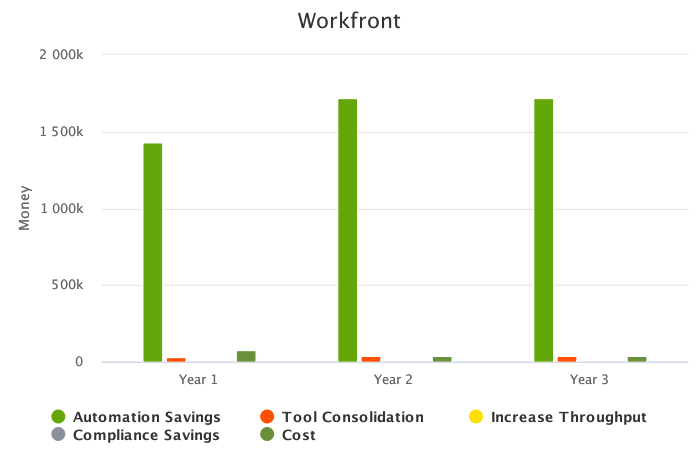 Workfront
2 000k
1 500k
1 000k
500k
0
Money
Year 1
Year 2
Year 3
Automation Savings
Tool Consolidation
Increase Throughput
Compliance Savings
Cost